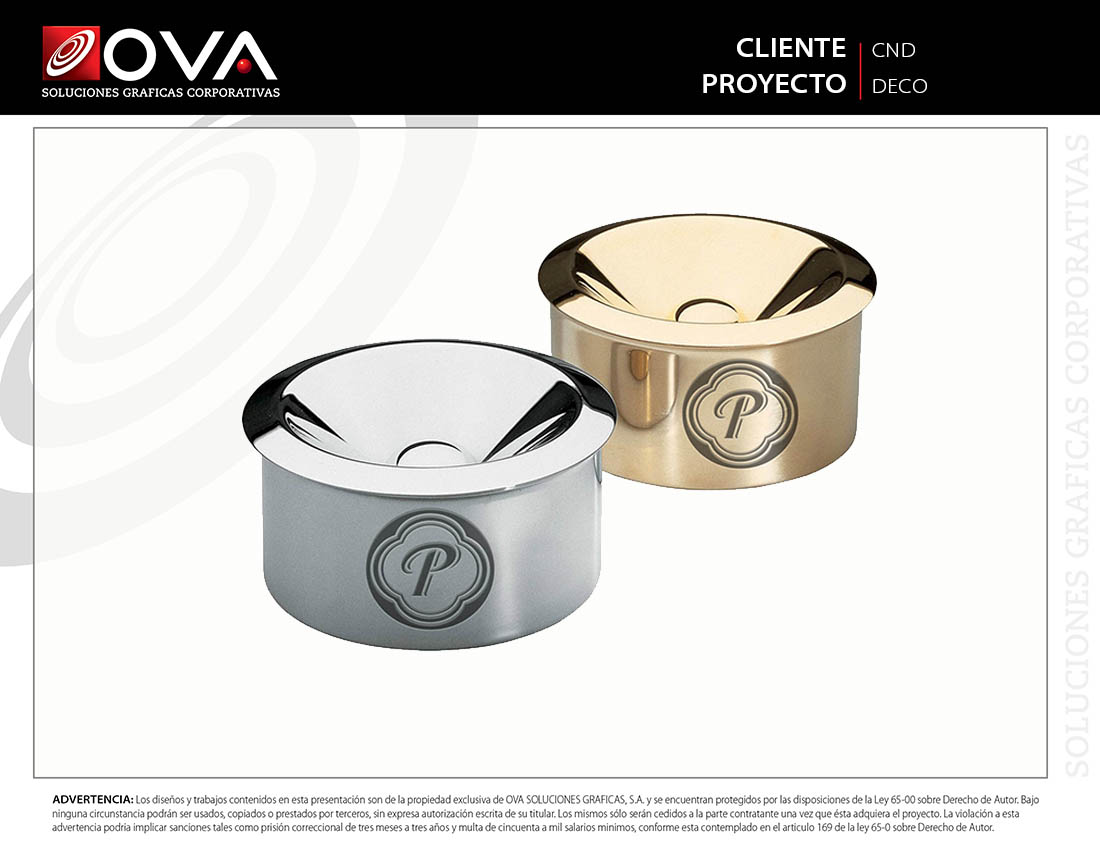 OVA
SOLUCIONES GRAFICAS CORPORATIVAS
CLIENTE CND
PROYECTO DECO
P
P
SOLUCIONES GRAFICAS CORPORATIVAS
ADVERTENCIA: Los diseños y trabajos contenidos en esta presentación son de la propiedad exclusiva de OVA SOLUCIONES GRAFICAS, S.A. y se encuentran protegidos por las disposiciones de la Ley 65-00 sobre Derecho de Autor. Bajo
ninguna circunstancia podrán ser usados, copiados o prestados por terceros, sin expresa autorización escrita de su titular. Los mismos sólo serán cedidos a la parte contratante una vez que ésta adquiera el proyecto. La violación a esta
advertencia podria implicar sanciones tales como prisión correccional de tres meses a tres años y multa de cincuenta a mil salarios minimos, conforme esta contemplado en el articulo 169 de la ley 65-0 sobre Derecho de Autor.